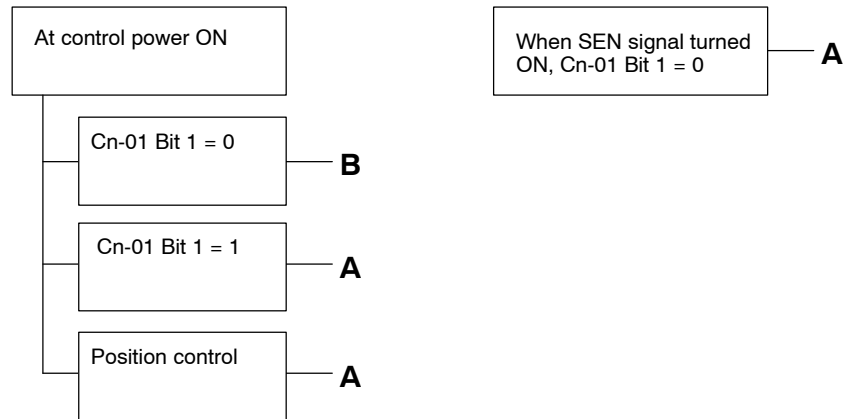 At control power ON
Cn-01 Bit 1 = 0
B
Cn-01 Bit 1 = 1
A
Position control
A
When SEN signal turned
ON, Cn-01 Bit 1 = 0
A